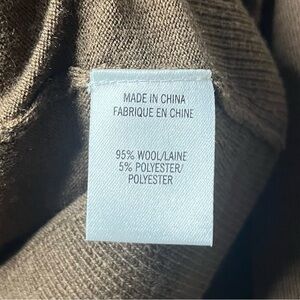 MADE IN CHINA
FABRIQUE EN CHINE
95% WOOL/LAINE
5% POLYESTER/
POLYESTER